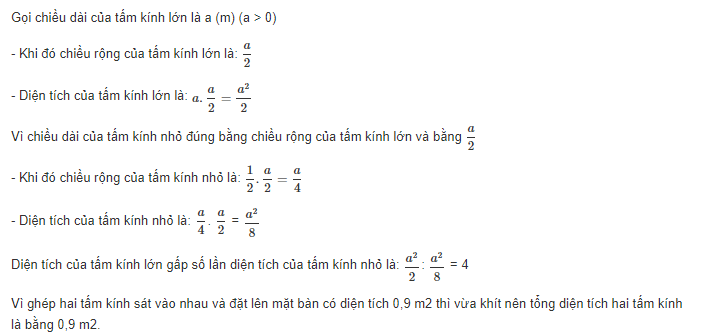 Gọi chiều dài của tấm kính lớn là a (m) (a > 0)
- Khi đó chiều rộng của tấm kính lớn là: $\frac{a}{2}$
- Diện tích của tấm kính lớn là: $a.\frac{a}{2} = \frac{a^2}{2}$
Vì chiều dài của tấm kính nhỏ đúng bằng chiều rộng của tấm kính lớn và bằng $\frac{a}{2}$
- Khi đó chiều rộng của tấm kính nhỏ là: $\frac{1}{2}.\frac{a}{2} = \frac{a}{4}$
- Diện tích của tấm kính nhỏ là: $\frac{a}{4}.\frac{a}{2} = \frac{a^2}{8}$
Diện tích của tấm kính lớn gấp số lần diện tích của tấm kính nhỏ là: $\frac{a^2}{2} : \frac{a^2}{8}$ = 4
Vì ghép hai tấm kính sát vào nhau và đặt lên mặt bàn có diện tích 0,9 m2 thì vừa khít nên tổng diện tích hai tấm kính
là bằng 0,9 m2.